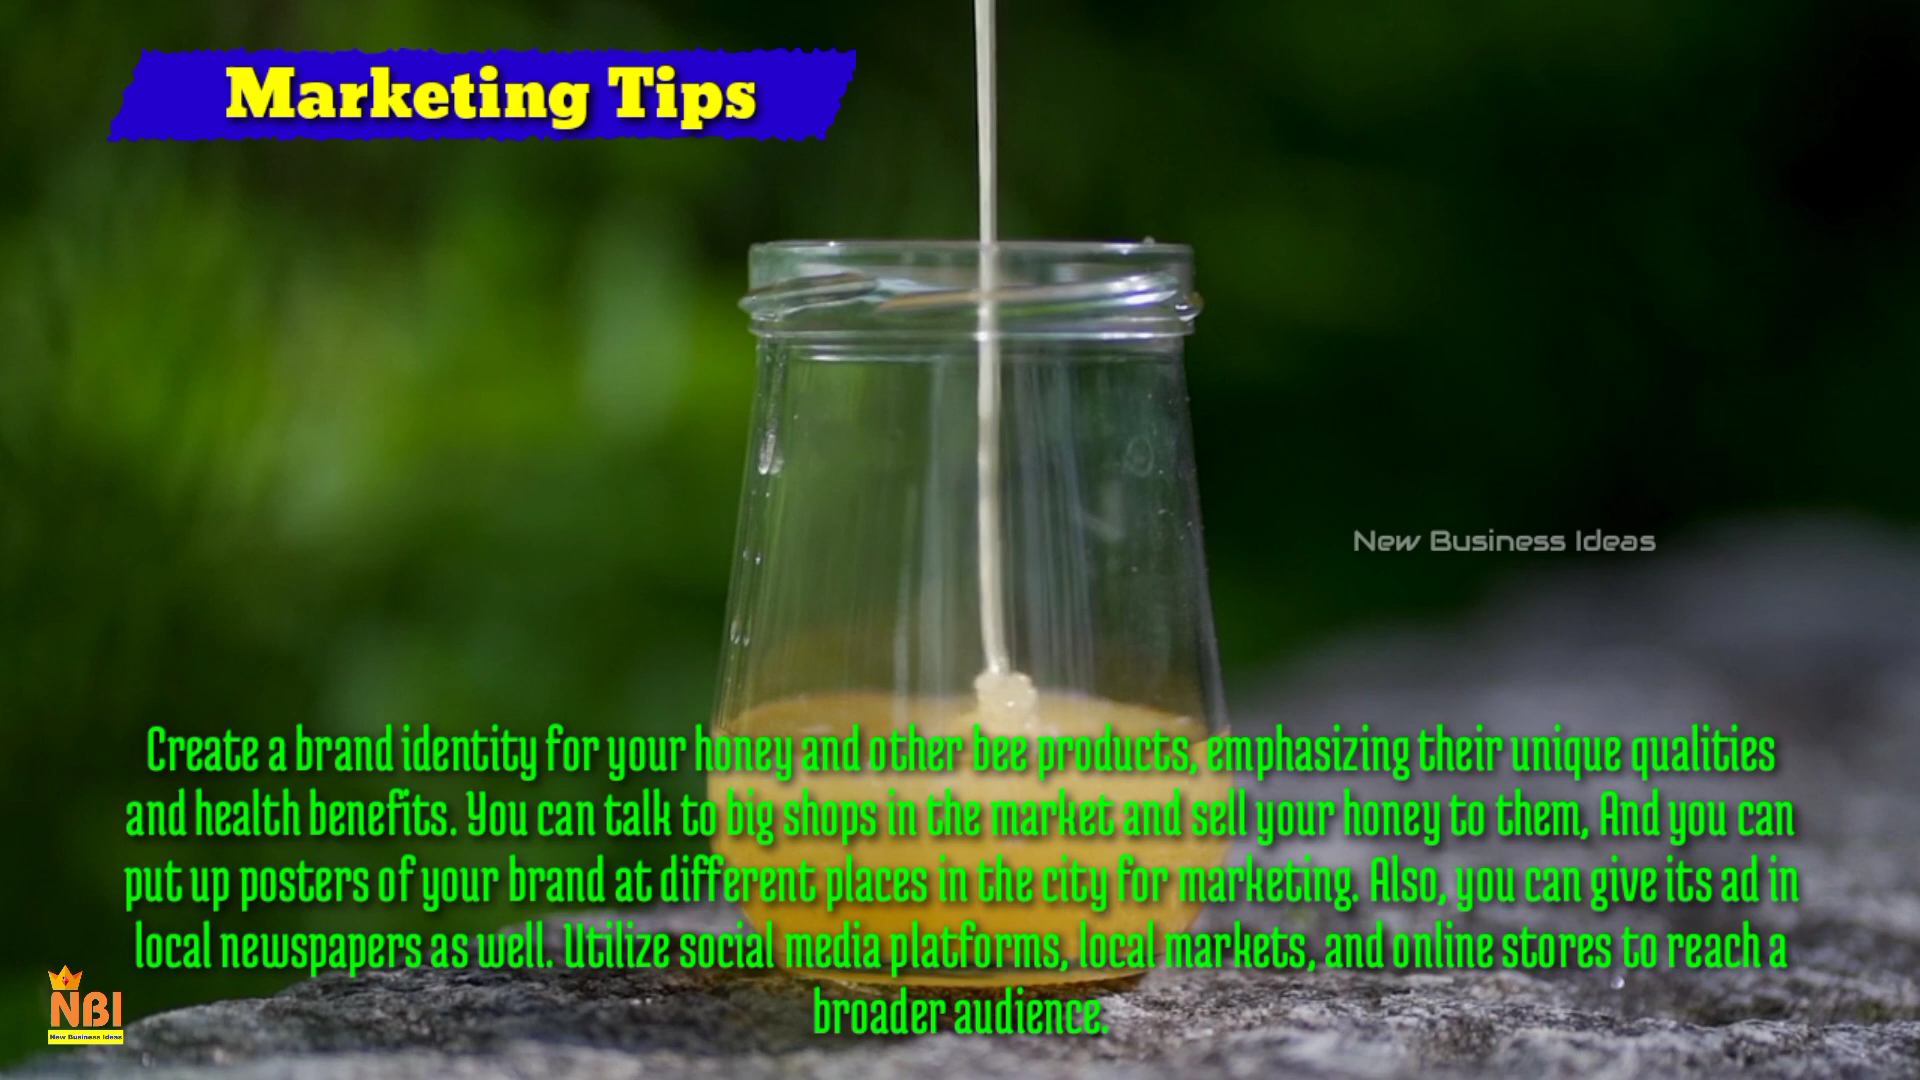 Marketing Tips
New Business Ideas
Create a brand identity for your honey and other bee products, emphasizing their unique qualities
and health benefits. You can talk to big shops in the market and sell your honey to them, And you can
put up posters of your brand at different places in the city for marketing. Also, you can give its ad in
local newspapers as well. Utilize social media platforms, local markets, and online stores to reach a
broader audience.
NBI
New Business Ideas